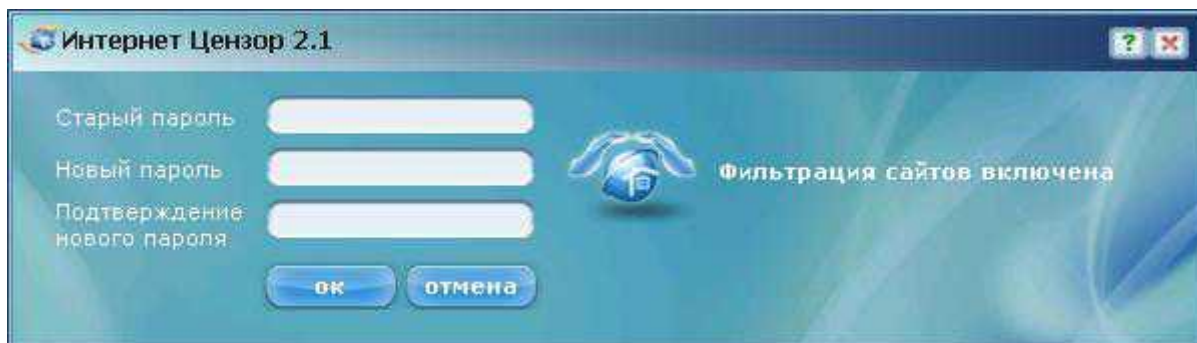 Интернет Цензор 2.1
?
Старый пароль
Новый пароль
Подтверждение
нового пароля
Фильтрация сайтов включена
ок
отмена